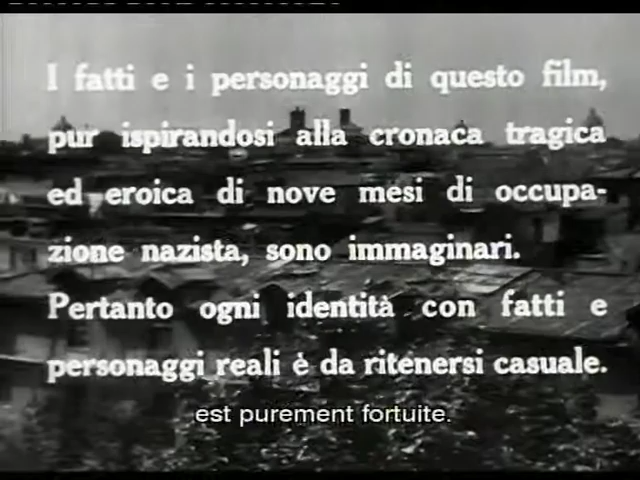 I fatti e i personaggi di questo film,
pur ispirandosi alla cronaca tragica
ed eroica di nove mesi di occupa-
zione nazista, sono immaginari.
Pertanto ogni identità con fatti e
personaggi reali è da ritenersi casuale.
est purement fortuite.